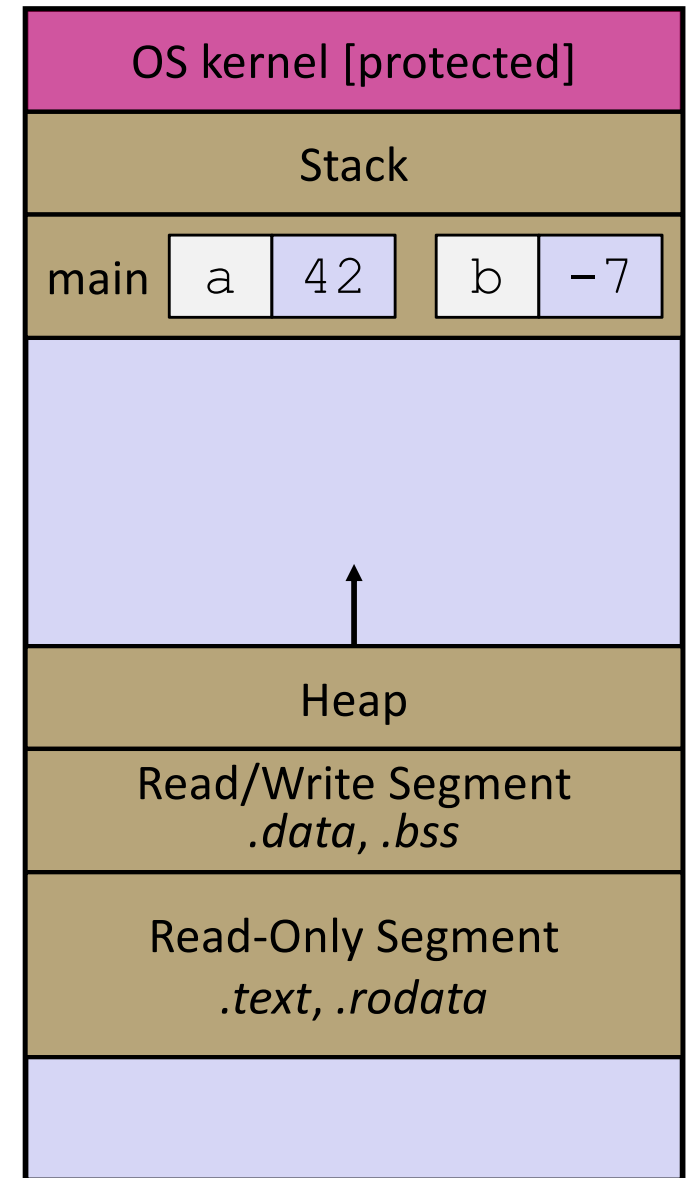 OS kernel [protected]
Stack
main a 42 b -7
Heap
Read/Write Segment
.data, .bss
Read-Only Segment
.text, .rodata